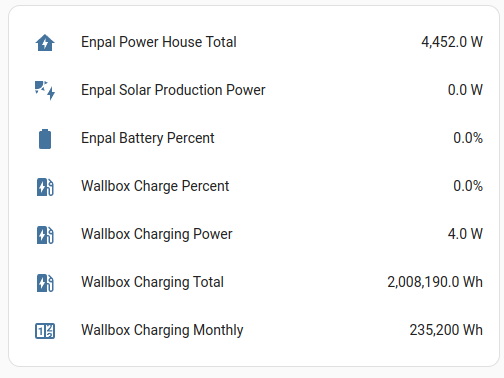 Enpal Power House Total 4,452.0 W
Enpal Solar Production Power 0.0 W
Enpal Battery Percent 0.0%
Wallbox Charge Percent 0.0%
Wallbox Charging Power 4.0 W
Wallbox Charging Total 2,008,190.0 Wh
Wallbox Charging Monthly 235,200 Wh